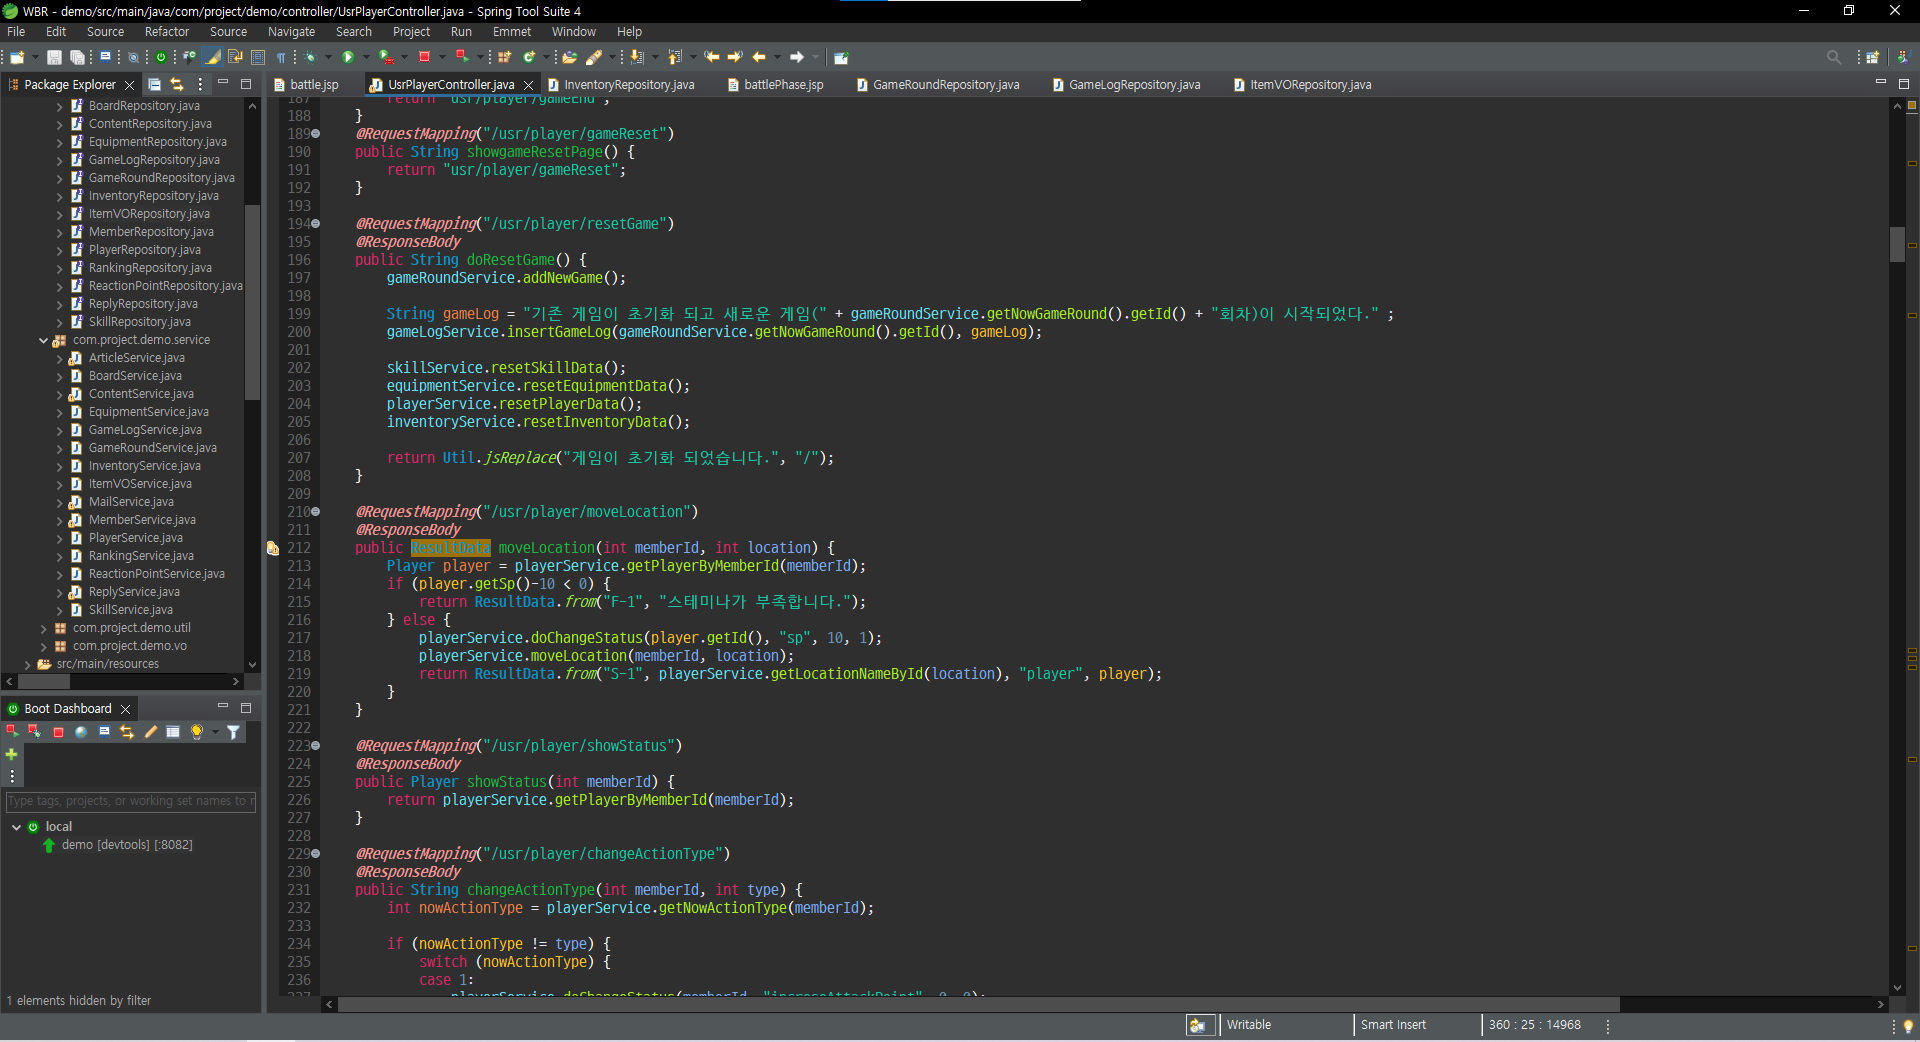 WBR - demo/src/main/java/com/project/demo/controller/UsrPlayerController.java - Spring Tool Suite 4
File Edit Source Refactor Source Navigate Search Project Run Emmet Window Help
Package Explorer
battle.jsp UsrPlayerController.java InventoryRepository.java battlePhase.jsp GameRoundRepository.java GameLogRepository.java ItemVORepository.java
BoardRepository.java
ContentRepository.java
EquipmentRepository.java
GameLogRepository.java
GameRoundRepository.java
InventoryRepository.java
ItemVORepository.java
MemberRepository.java
PlayerRepository.java
RankingRepository.java
ReactionPointRepository.java
ReplyRepository.java
SkillRepository.java
com.project.demo.service
ArticleService.java
BoardService.java
ContentService.java
EquipmentService.java
GameLogService.java
GameRoundService.java
InventoryService.java
ItemVOService.java
MailService.java
MemberService.java
PlayerService.java
RankingService.java
ReactionPointService.java
ReplyService.java
SkillService.java
com.project.demo.util
com.project.demo.vo
src/main/resources
Boot Dashboard
Type tags, projects, or working set names to
local
demo [devtools] [:8082]
1 elements hidden by filter
187 return "usr/player/gameEnd";
188 }
189 @RequestMapping("/usr/player/gameReset")
190 public String showgameResetPage() {
191 return "usr/player/gameReset";
192 }
193
194 @RequestMapping("/usr/player/resetGame")
195 @ResponseBody
196 public String doResetGame() {
197 gameRoundService.addNewGame();
198
199 String gameLog = "기존 게임이 초기화 되고 새로운 게임(" + gameRoundService.getNowGameRound().getId() + "회차)이 시작되었다." ;
200 gameLogService.insertGameLog(gameRoundService.getNowGameRound().getId(), gameLog);
201
202 skillService.resetSkillData();
203 equipmentService.resetEquipmentData();
204 playerService.resetPlayerData();
205 inventoryService.resetInventoryData();
206
207 return Util.jsReplace("게임이 초기화 되었습니다.", "/");
208 }
209
210 @RequestMapping("/usr/player/moveLocation")
211 @ResponseBody
212 public ResultData moveLocation(int memberId, int location) {
213 Player player = playerService.getPlayerByMemberId(memberId);
214 if (player.getSp()-10 < 0) {
215 return ResultData.from("F-1", "스테미나가 부족합니다.");
216 } else {
217 playerService.doChangeStatus(player.getId(), "sp", 10, 1);
218 playerService.moveLocation(memberId, location);
219 return ResultData.from("S-1", playerService.getLocationNameById(location), "player", player);
220 }
221 }
222
223 @RequestMapping("/usr/player/showStatus")
224 @ResponseBody
225 public Player showStatus(int memberId) {
226 return playerService.getPlayerByMemberId(memberId);
227 }
228
229 @RequestMapping("/usr/player/changeActionType")
230 @ResponseBody
231 public String changeActionType(int memberId, int type) {
232 int nowActionType = playerService.getNowActionType(memberId);
233
234 if (nowActionType != type) {
235 switch (nowActionType) {
236 case 1:
237 playerService.doChangeStatus(memberId, "increaseAttackPoint", 0, 0);
Writable Smart Insert 360 : 25 : 14968